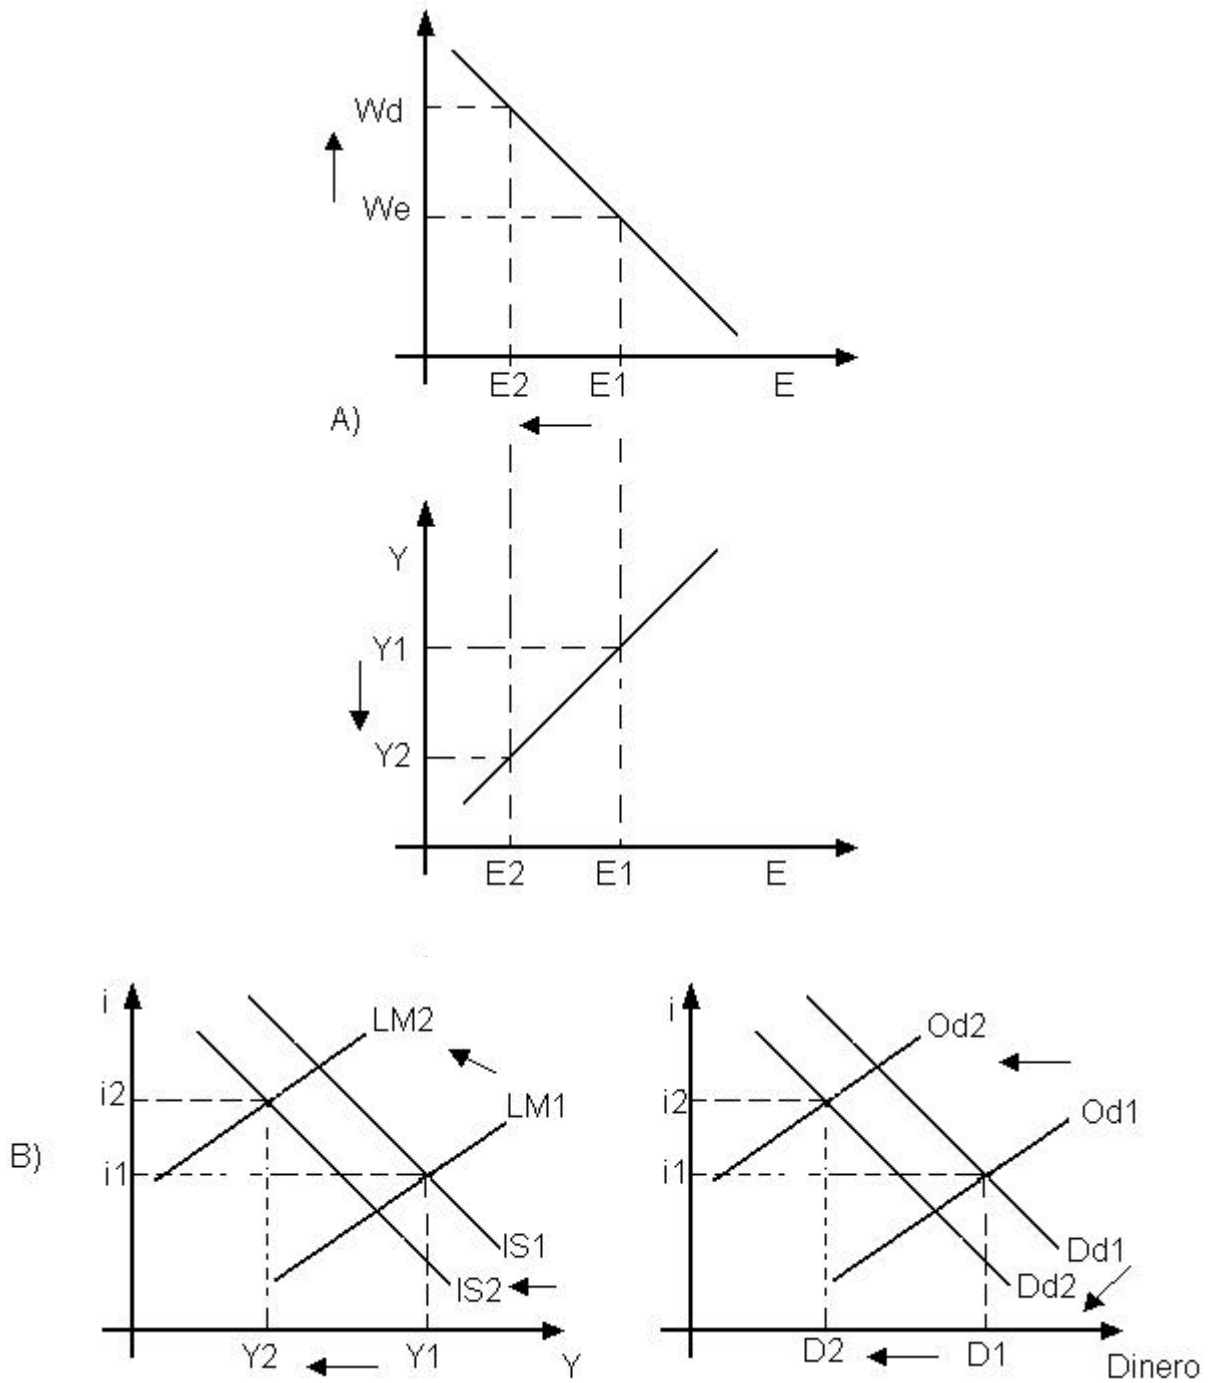 Wd
We
E2 E1 E
A)
Y
Y1
Y2
E2 E1 E
B)
i
LM2
i2
LM1
i1
IS1
IS2
Y2 Y1 Y
i
Od2
i2
Od1
i1
Dd1
Dd2
D2 D1 Dinero